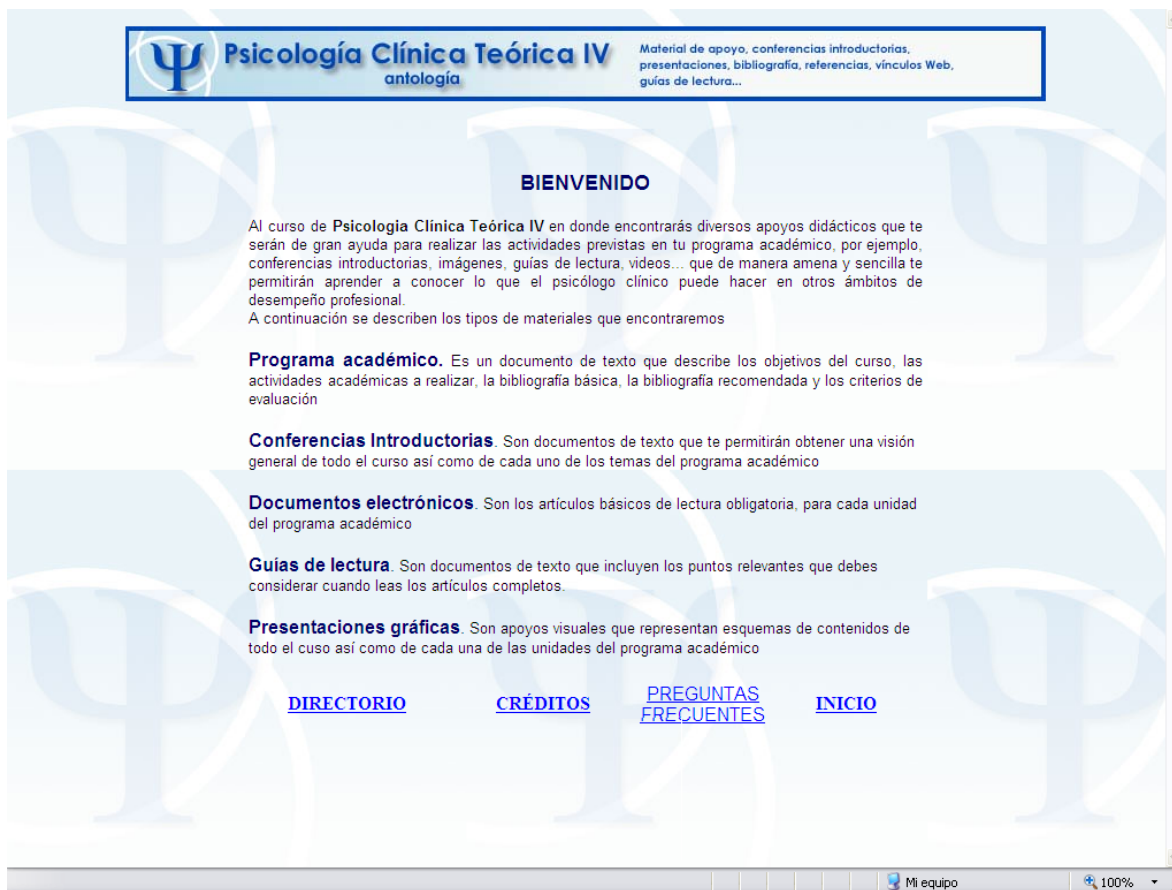 Ψ Psicología Clínica Teórica IV
antología
Material de apoyo, conferencias introductorias,
presentaciones, bibliografía, referencias, vínculos Web,
guías de lectura...
BIENVENIDO
Al curso de Psicologia Clínica Teórica IV en donde encontrarás diversos apoyos didácticos que te
serán de gran ayuda para realizar las actividades previstas en tu programa académico, por ejemplo,
conferencias introductorias, imágenes, guías de lectura, videos... que de manera amena y sencilla te
permitirán aprender a conocer lo que el psicólogo clínico puede hacer en otros ámbitos de
desempeño profesional.
A continuación se describen los tipos de materiales que encontraremos
Programa académico. Es un documento de texto que describe los objetivos del curso, las
actividades académicas a realizar, la bibliografía básica, la bibliografía recomendada y los criterios de
evaluación
Conferencias Introductorias. Son documentos de texto que te permitirán obtener una visión
general de todo el curso así como de cada uno de los temas del programa académico
Documentos electrónicos. Son los artículos básicos de lectura obligatoria, para cada unidad
del programa académico
Guías de lectura. Son documentos de texto que incluyen los puntos relevantes que debes
considerar cuando leas los artículos completos.
Presentaciones gráficas. Son apoyos visuales que representan esquemas de contenidos de
todo el cuso así como de cada una de las unidades del programa académico
DIRECTORIO
CRÉDITOS
PREGUNTAS
FRECUENTES
INICIO
Mi equipo
100%